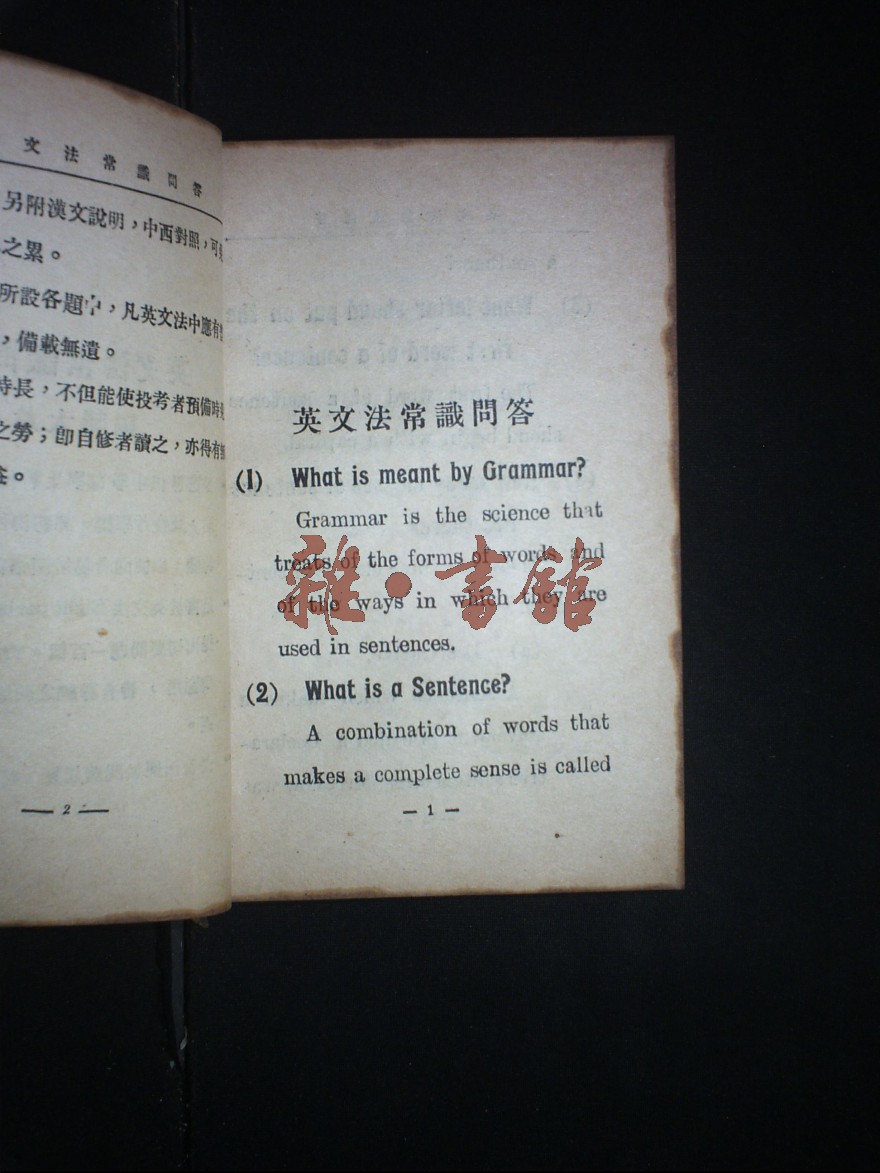 文法常識問答
另附漢文說明，中西對照，可
之累。
所設各題中，凡英文法中應有
，備載無遺。
時長，不但能使投考者預備時
之勞；卽自修者讀之，亦得有
。
— 2 —
英文法常識問答
(1) What is meant by Grammar?
Grammar is the science that
treats of the forms of words, and
of the ways in which they are
used in sentences.
(2) What is a Sentence?
A combination of words that
makes a complete sense is called
— 1 —
雜·書館